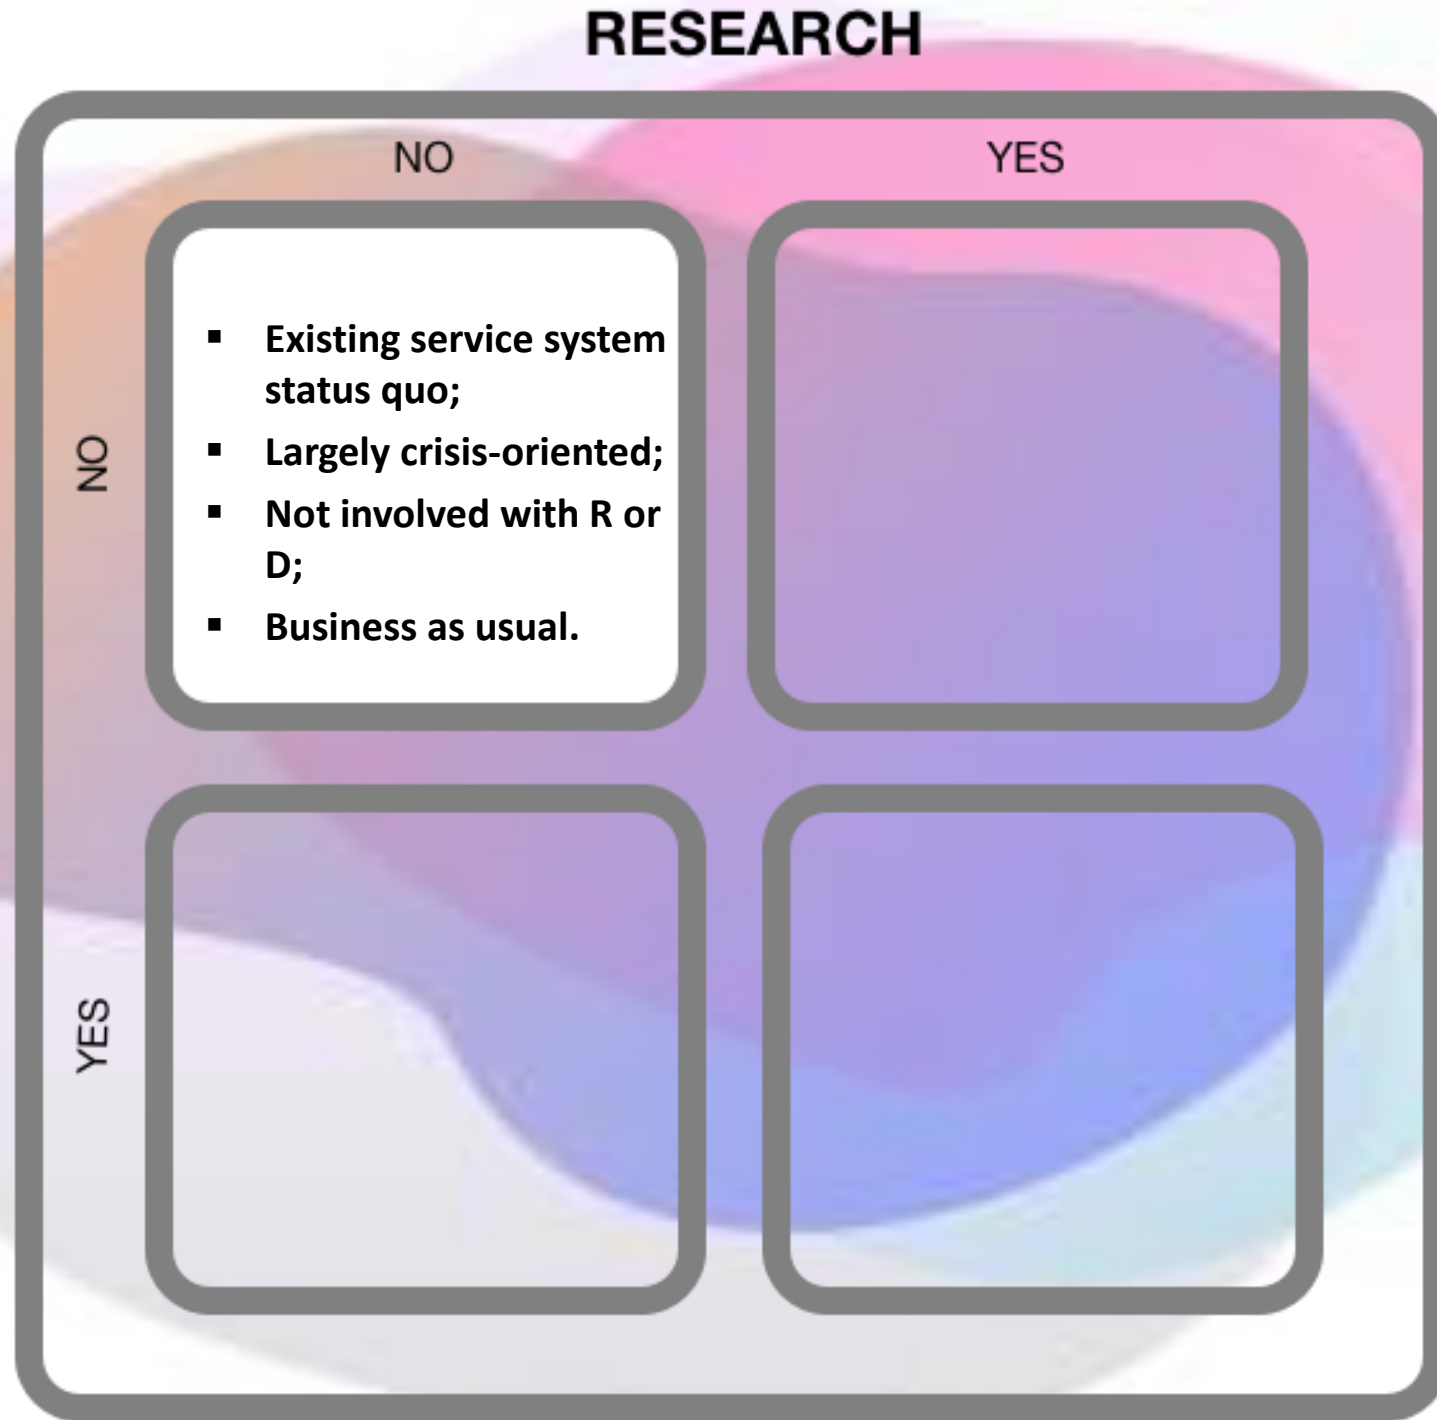 RESEARCH
NO
YES
NO
▪ Existing service system
status quo;
▪ Largely crisis-oriented;
▪ Not involved with R or
D;
▪ Business as usual.
YES